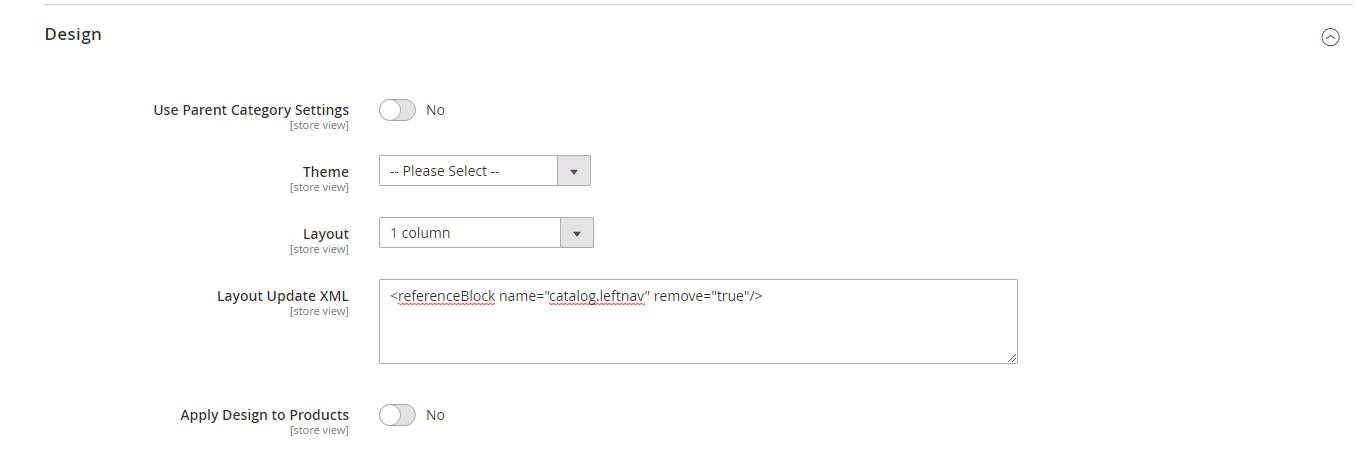 Design
Use Parent Category Settings
No
[store view]
Theme
-- Please Select --
[store view]
Layout
1 column
[store view]
Layout Update XML
<referenceBlock name="catalog.leftnav" remove="true"/>
[store view]
Apply Design to Products
No
[store view]